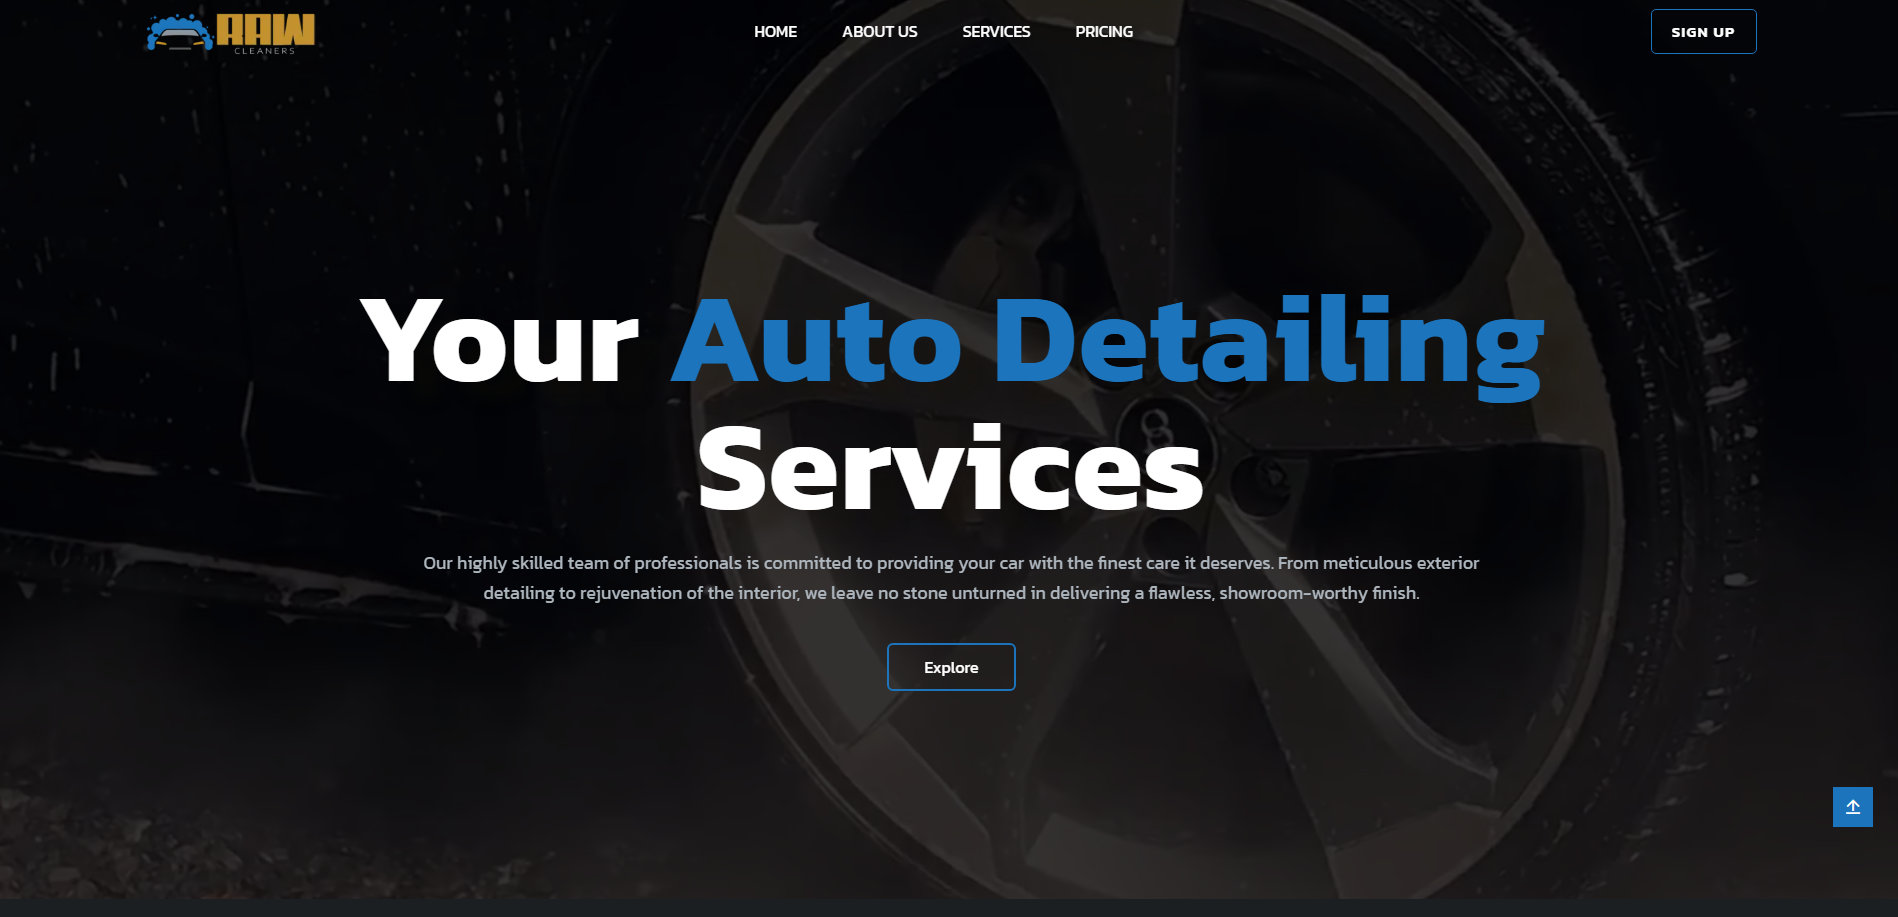 RAW
CLEANERS
HOME
ABOUT US
SERVICES
PRICING
SIGN UP
Your Auto Detailing
Services
Our highly skilled team of professionals is committed to providing your car with the finest care it deserves. From meticulous exterior
detailing to rejuvenation of the interior, we leave no stone unturned in delivering a flawless, showroom-worthy finish.
Explore